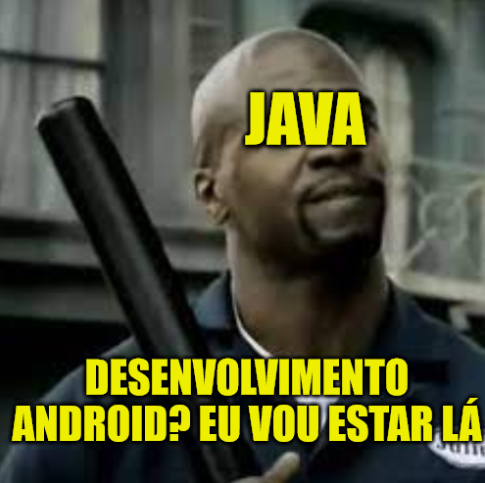 JAVA
DESENVOLVIMENTO
ANDROID? EU VOU ESTAR LÁ